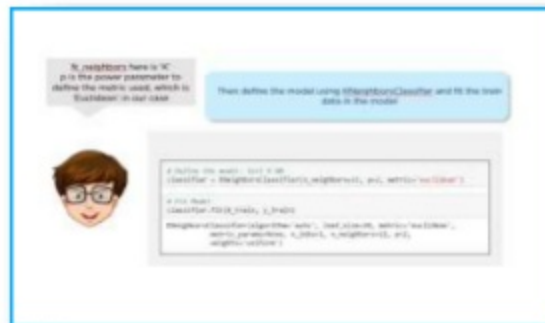 N_neighbors here is 'K'
p is the power parameter to
define the metric used, which is
'Euclidean' in our case
Then define the model using KNeighborsClassifier and fit the train
data in the model
# Define the model: Init K-NN
classifier = KNeighborsClassifier(n_neighbors=11, p=2, metric='euclidean')
# Fit Model
classifier.fit(X_train, y_train)
KNeighborsClassifier(algorithm='auto', leaf_size=30, metric='euclidean',
metric_params=None, n_jobs=1, n_neighbors=11, p=2,
weights='uniform')